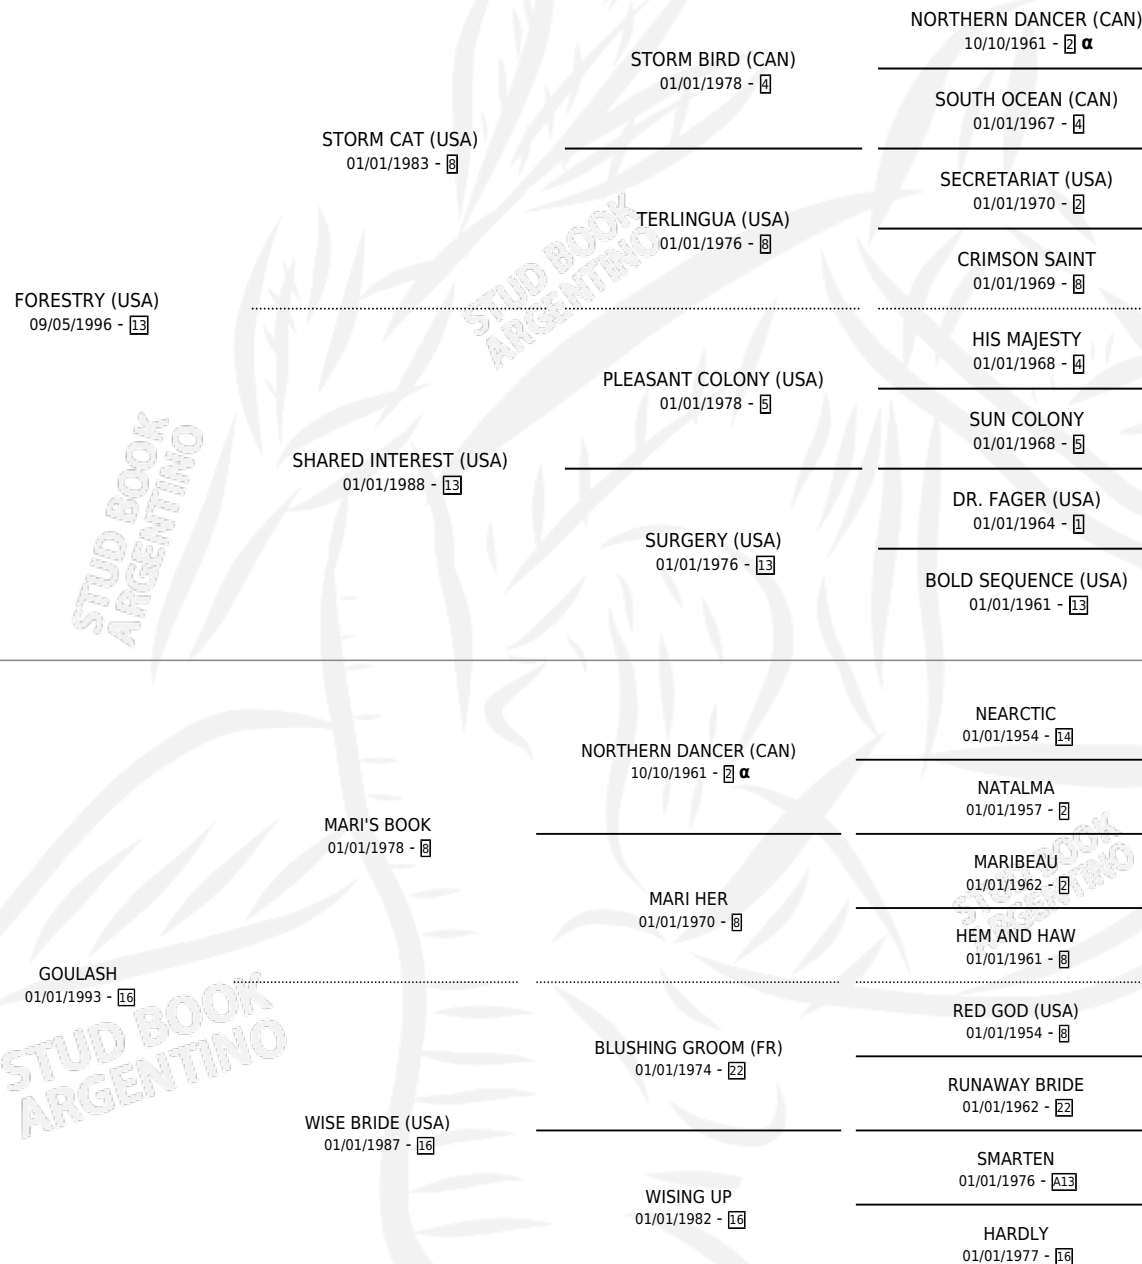 NORTHERN DANCER (CAN)
10/10/1961 - 2 α
STORM BIRD (CAN)
01/01/1978 - 4
SOUTH OCEAN (CAN)
01/01/1967 - 4
STORM CAT (USA)
01/01/1983 - 8
SECRETARIAT (USA)
01/01/1970 - 2
TERLINGUA (USA)
01/01/1976 - 8
CRIMSON SAINT
01/01/1969 - 8
FORESTRY (USA)
09/05/1996 - 13
HIS MAJESTY
01/01/1968 - 4
PLEASANT COLONY (USA)
01/01/1978 - 5
SUN COLONY
01/01/1968 - 5
SHARED INTEREST (USA)
01/01/1988 - 13
DR. FAGER (USA)
01/01/1964 - 1
SURGERY (USA)
01/01/1976 - 13
BOLD SEQUENCE (USA)
01/01/1961 - 13
NEARCTIC
01/01/1954 - 14
NORTHERN DANCER (CAN)
10/10/1961 - 2 α
NATALMA
01/01/1957 - 2
MARI'S BOOK
01/01/1978 - 8
MARIBEAU
01/01/1962 - 2
MARI HER
01/01/1970 - 8
HEM AND HAW
01/01/1961 - 8
GOULASH
01/01/1993 - 16
RED GOD (USA)
01/01/1954 - 8
BLUSHING GROOM (FR)
01/01/1974 - 22
RUNAWAY BRIDE
01/01/1962 - 22
WISE BRIDE (USA)
01/01/1987 - 16
SMARTEN
01/01/1976 - A13
WISING UP
01/01/1982 - 16
HARDLY
01/01/1977 - 16
STUD BOOK
ARGENTINO
STUD BOOK
ARGENTINO
STUD BOOK
ARGENTINO
STUD BOOK
ARGENTINO